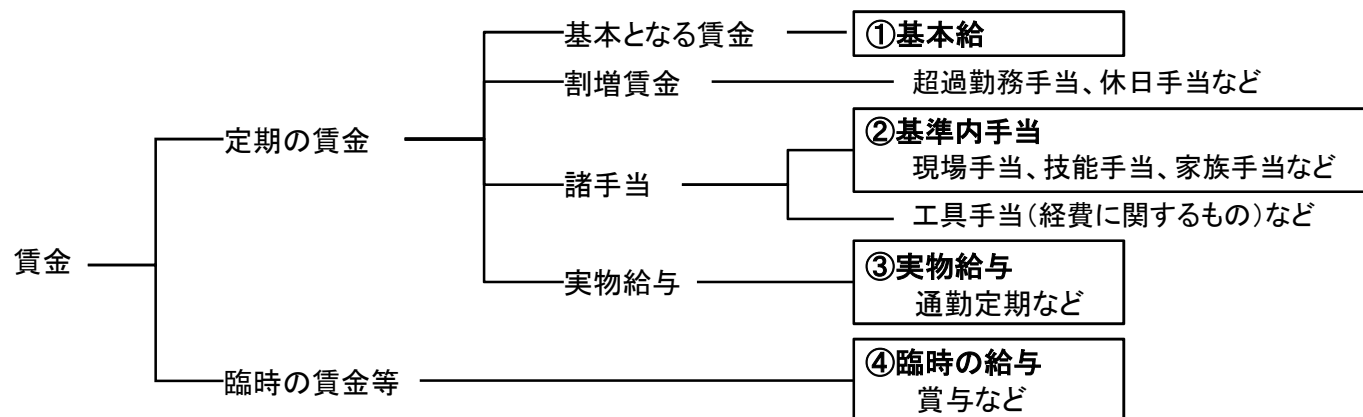 基本となる賃金 ①基本給
割増賃金 超過勤務手当、休日手当など
定期の賃金
②基準内手当
現場手当、技能手当、家族手当など
諸手当
工具手当(経費に関するもの)など
賃金
③実物給与
実物給与
通勤定期など
④臨時の給与
臨時の賃金等
賞与など